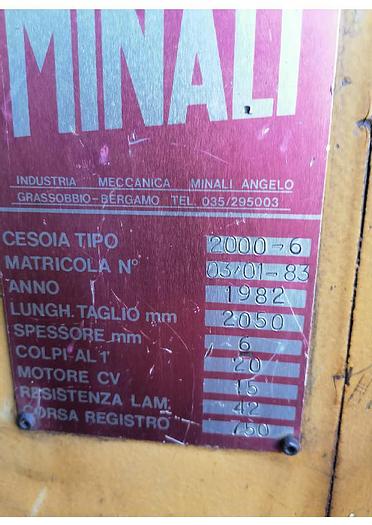 MINALI
INDUSTRIA MECCANICA MINALI ANGELO
GRASSOBBIO-BERGAMO TEL. 035/295003
CESOIA TIPO 2000-6
MATRICOLA N° 03/01-83
ANNO 1982
LUNGH. TAGLIO mm 2050
SPESSORE mm 6
COLPI AL 1' 20
MOTORE CV 15
RESISTENZA LAM. 42
CORSA REGISTRO 750